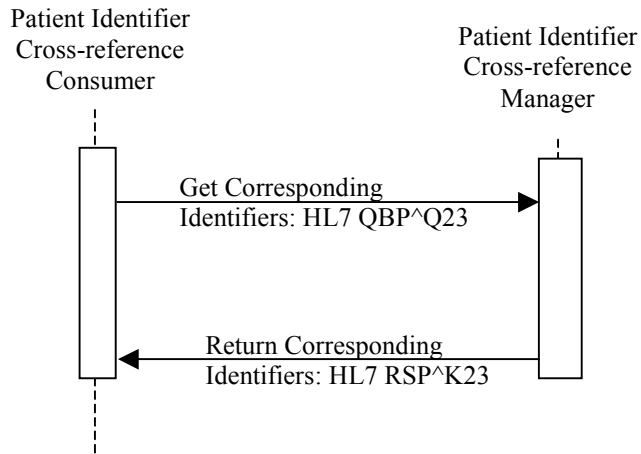 Patient Identifier
Cross-reference
Consumer
Patient Identifier
Cross-reference
Manager
Get Corresponding
Identifiers: HL7 QBP^Q23
Return Corresponding
Identifiers: HL7 RSP^K23